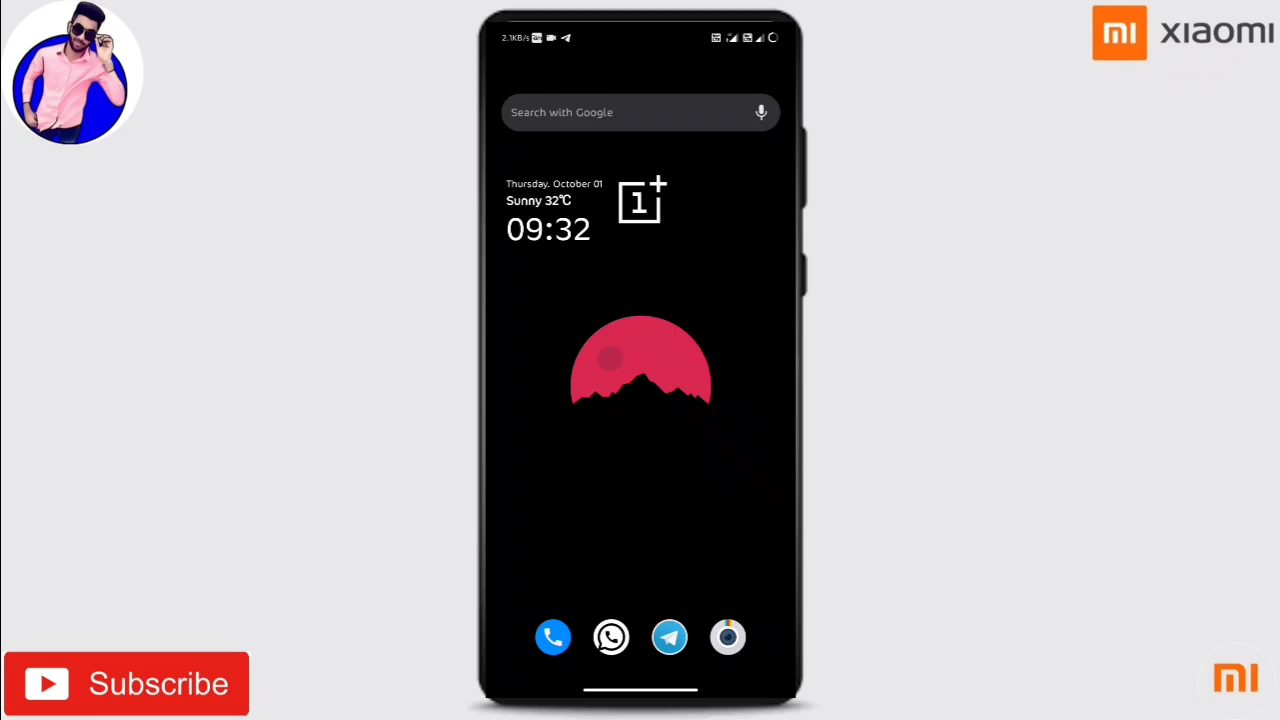 mi xiaomi
2.1KB/s
Search with Google
Thursday. October 01
Sunny 32℃
09:32
1+
Subscribe
mi